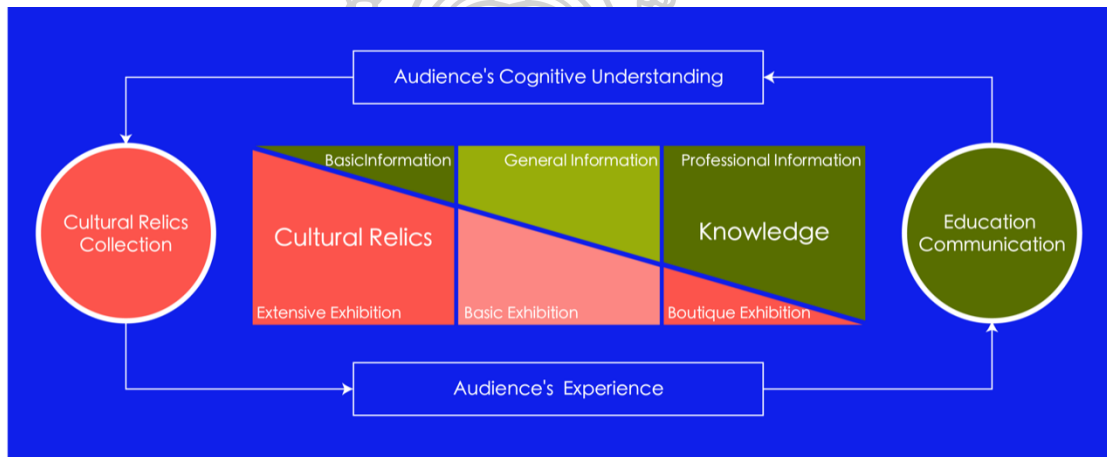 Audience's Cognitive Understanding
BasicInformation
General Information
Professional Information
Cultural Relics
Collection
Cultural Relics
Knowledge
Education
Communication
Extensive Exhibition
Basic Exhibition
Boutique Exhibition
Audience's Experience